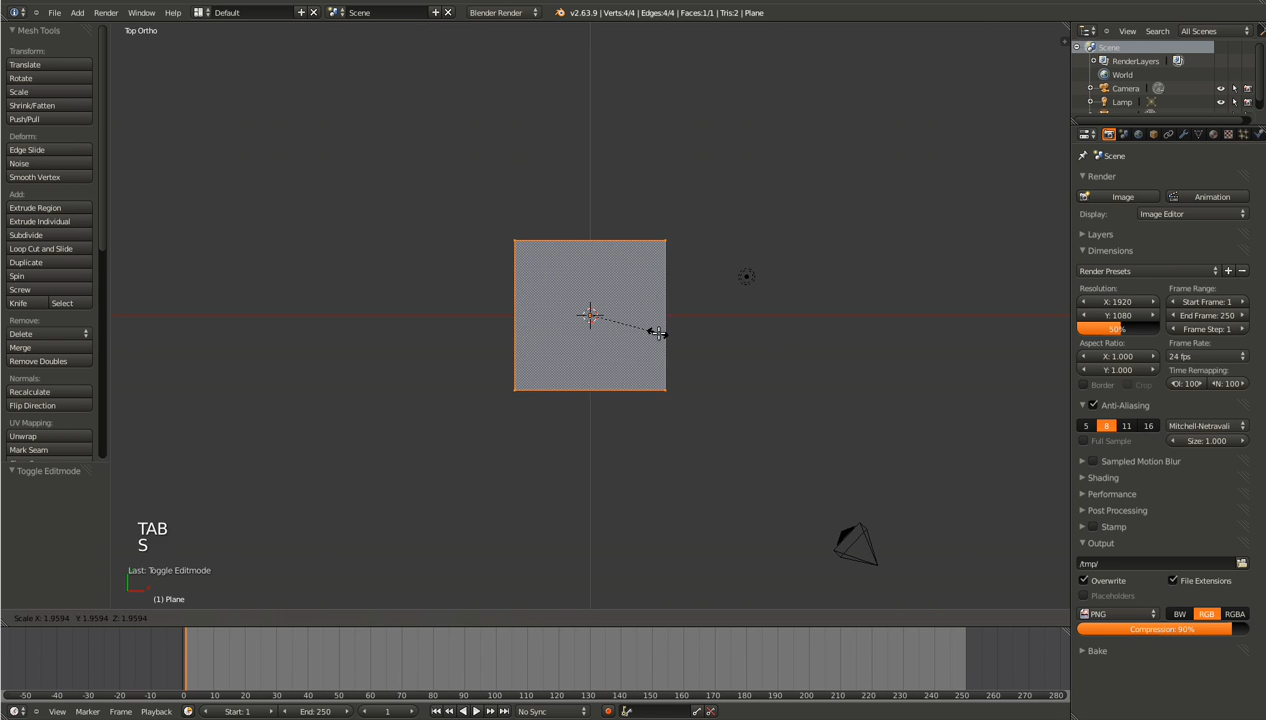 File Add Render Window Help Default Scene Blender Render v2.63.9 | Verts:4/4 | Edges:4/4 | Faces:1/1 | Tris:2 | Plane
Mesh Tools
Transform:
Translate
Rotate
Scale
Shrink/Fatten
Push/Pull
Deform:
Edge Slide
Noise
Smooth Vertex
Add:
Extrude Region
Extrude Individual
Subdivide
Loop Cut and Slide
Duplicate
Spin
Screw
Knife Select
Remove:
Delete
Merge
Remove Doubles
Normals:
Recalculate
Flip Direction
UV Mapping:
Unwrap
Mark Seam
Toggle Editmode
Top Ortho
TAB
S
Last: Toggle Editmode
(1) Plane
Scale X: 1.9594 Y: 1.9594 Z: 1.9594
View Search All Scenes
Scene
RenderLayers
World
Camera
Lamp
Scene
Render
Image Animation
Display: Image Editor
Layers
Dimensions
Render Presets
Resolution: Frame Range:
X: 1920 Start Frame: 1
Y: 1080 End Frame: 250
50% Frame Step: 1
Aspect Ratio: Frame Rate:
X: 1.000 24 fps
Y: 1.000 Time Remapping:
Border Crop O: 100 N: 100
Anti-Aliasing
5 8 11 16 Mitchell-Netravali
Full Sample Size: 1.000
Sampled Motion Blur
Shading
Performance
Post Processing
Stamp
Output
/tmp/
Overwrite File Extensions
Placeholders
PNG BW RGB RGBA
Compression: 90%
Bake
-50 -40 -30 -20 -10 0 10 20 30 40 50 60 70 80 90 100 110 120 130 140 150 160 170 180 190 200 210 220 230 240 250 260 270 280
View Marker Frame Playback Start: 1 End: 250 1 No Sync